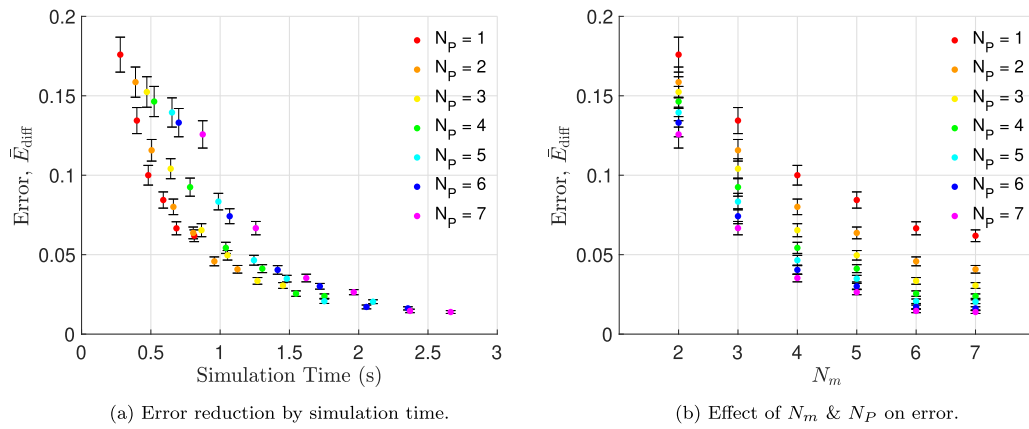 0.2
0.15
0.1
0.05
0
Error, Ē_diff
0 0.5 1 1.5 2 2.5 3
Simulation Time (s)
N_P = 1
N_P = 2
N_P = 3
N_P = 4
N_P = 5
N_P = 6
N_P = 7
(a) Error reduction by simulation time.
0.2
0.15
0.1
0.05
0
Error, Ē_diff
2 3 4 5 6 7
N_m
N_P = 1
N_P = 2
N_P = 3
N_P = 4
N_P = 5
N_P = 6
N_P = 7
(b) Effect of N_m & N_P on error.